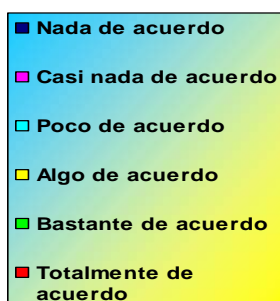 Nada de acuerdo
Casi nada de acuerdo
Poco de acuerdo
Algo de acuerdo
Bastante de acuerdo
Totalmente de
acuerdo